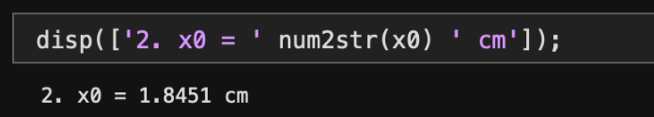 disp(['2. x0 = ' num2str(x0) ' cm']);
2. x0 = 1.8451 cm